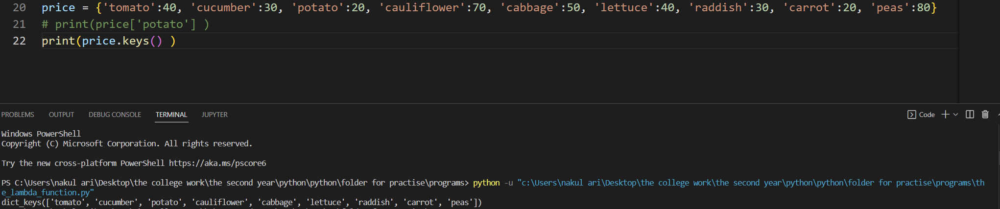 20 price = {'tomato':40, 'cucumber':30, 'potato':20, 'cauliflower':70, 'cabbage':50, 'lettuce':40, 'raddish':30, 'carrot':20, 'peas':80}
21 # print(price['potato'] )
22 print(price.keys() )
PROBLEMS OUTPUT DEBUG CONSOLE TERMINAL JUPYTER Code
Windows PowerShell
Copyright (C) Microsoft Corporation. All rights reserved.
Try the new cross-platform PowerShell https://aka.ms/pscore6
PS C:\Users\nakul ari\Desktop\the college work\the second year\python\python\folder for practise\programs> python -u "c:\Users\nakul ari\Desktop\the college work\the second year\python\python\folder for practise\programs\th
e_lambda_function.py"
dict_keys(['tomato', 'cucumber', 'potato', 'cauliflower', 'cabbage', 'lettuce', 'raddish', 'carrot', 'peas'])